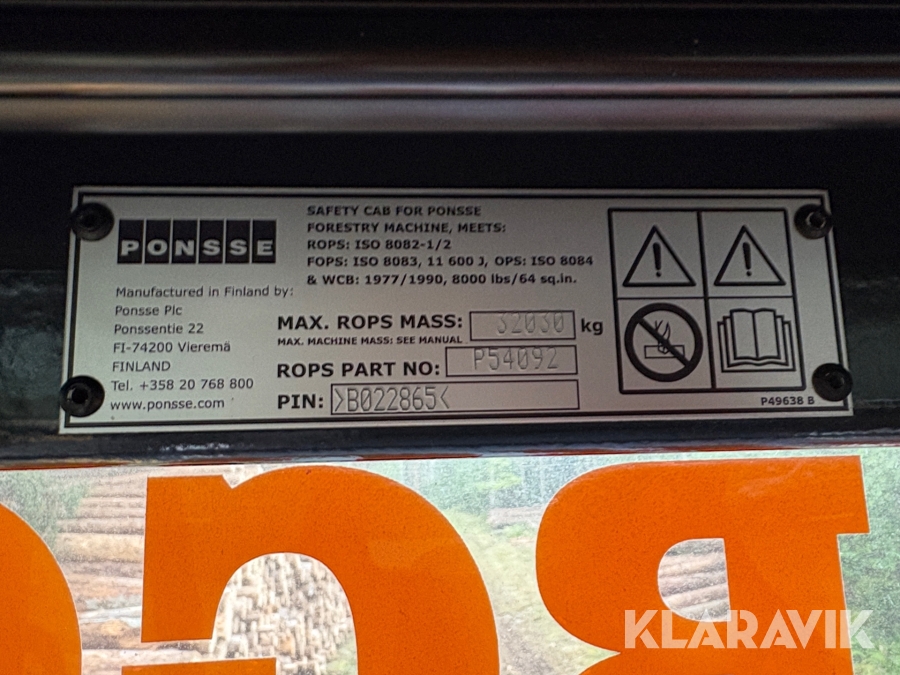 PONSSE
Manufactured in Finland by:
Ponsse Plc
Ponssentie 22
FI-74200 Vieremä
FINLAND
Tel. +358 20 768 800
www.ponsse.com
SAFETY CAB FOR PONSSE
FORESTRY MACHINE, MEETS:
ROPS: ISO 8082-1/2
FOPS: ISO 8083, 11 600 J, OPS: ISO 8084
& WCB: 1977/1990, 8000 lbs/64 sq.in.
MAX. ROPS MASS: 32030 kg
MAX. MACHINE MASS: SEE MANUAL
ROPS PART NO: P54092
PIN: >B022865<
P49638 B
KLARAVIK